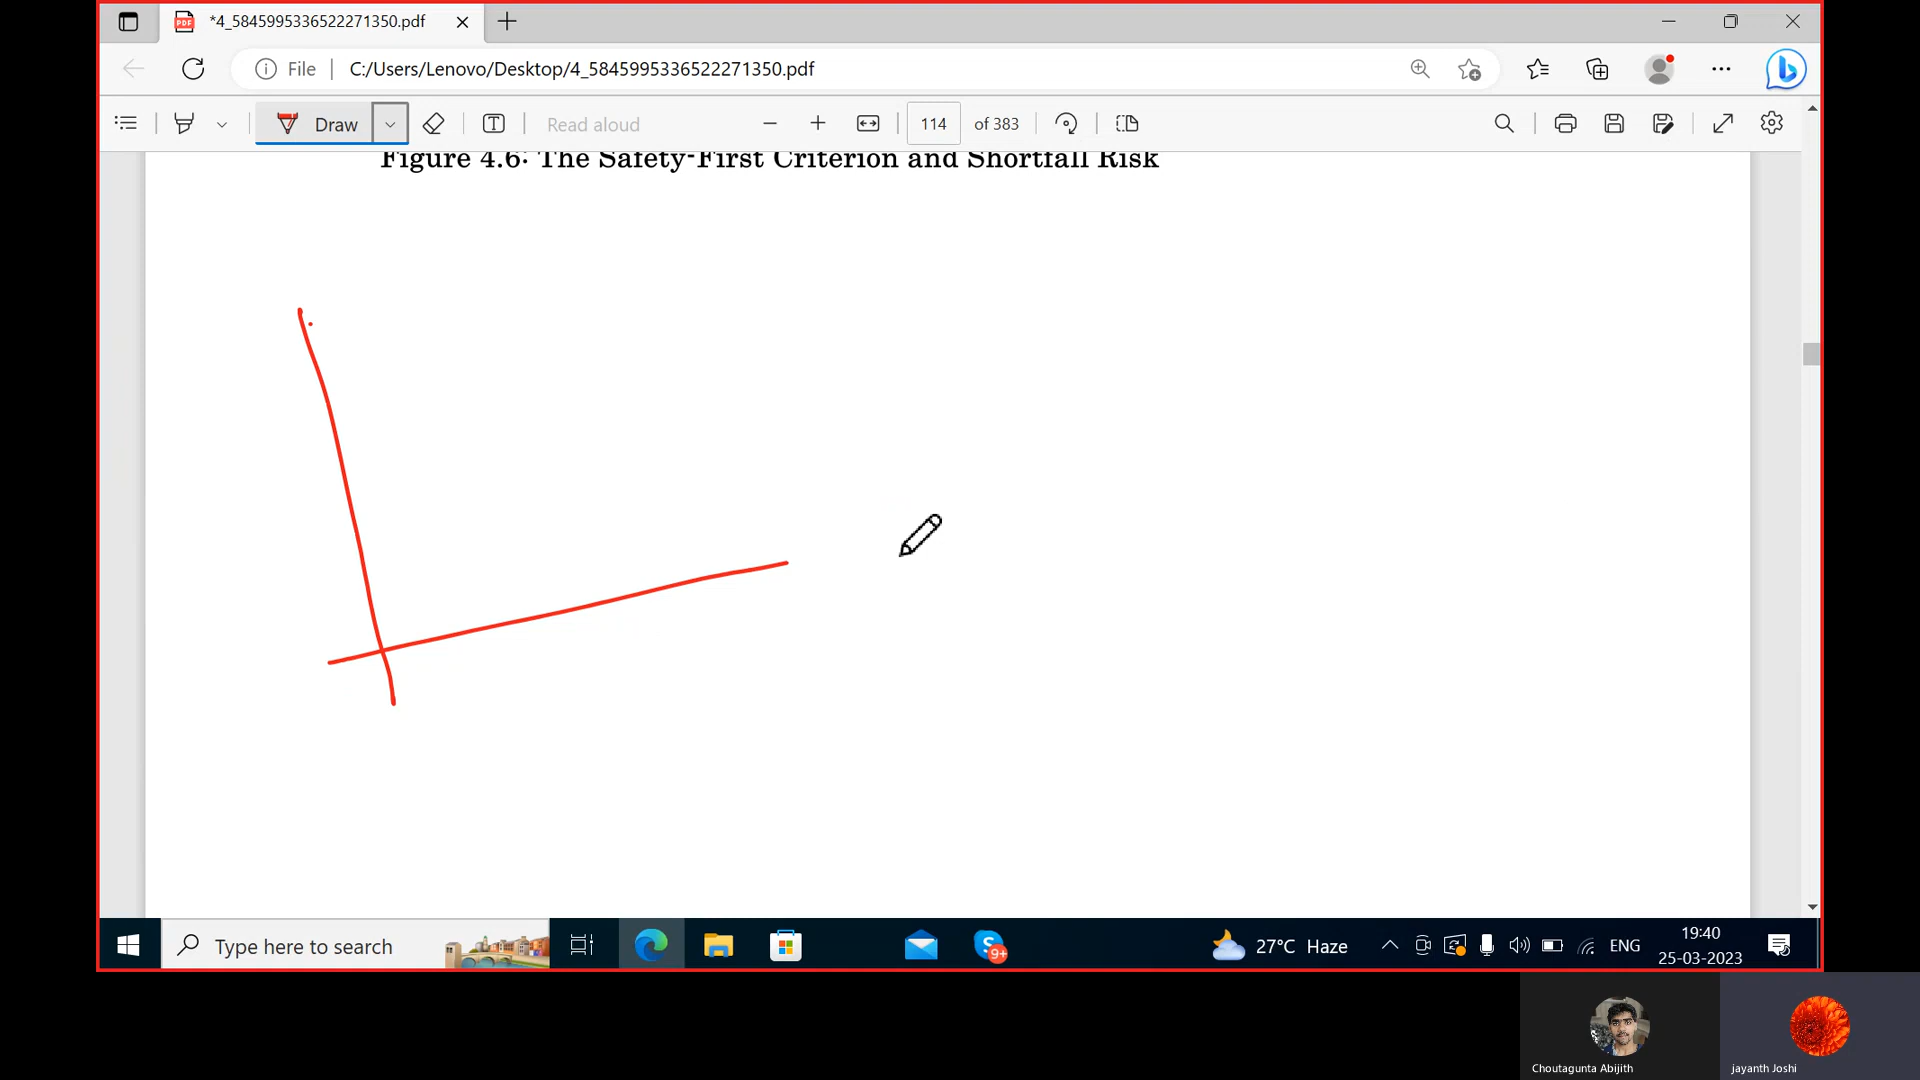 *4_5845995336522271350.pdf
File
C:/Users/Lenovo/Desktop/4_5845995336522271350.pdf
Draw
Read aloud
114 of 383
Figure 4.6: The Safety-First Criterion and Shortfall Risk
Type here to search
9+
27°C Haze
ENG
19:40
25-03-2023
Choutagunta Abijith
jayanth Joshi